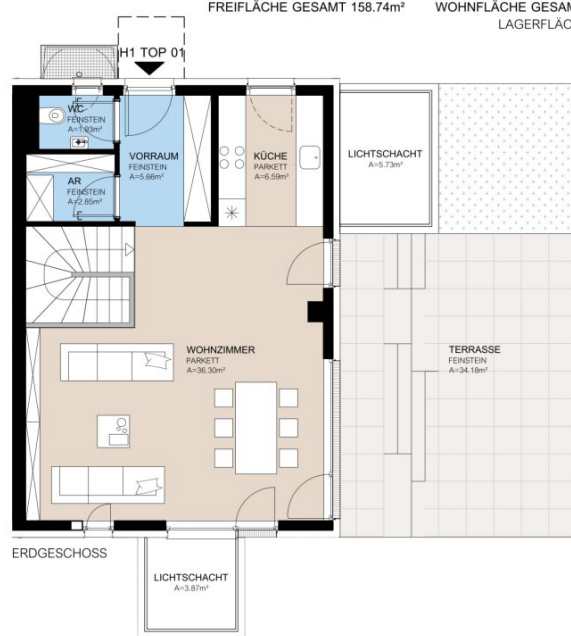 FREIFLÄCHE GESAMT 158.74m² WOHNFLÄCHE GESAM
LAGERFLÄC
H1 TOP 01
WC
FEINSTEIN
A=1.93m²
VORRAUM
FEINSTEIN
A=5.66m²
KÜCHE
PARKETT
A=6.59m²
LICHTSCHACHT
A=5.73m²
AR
FEINSTEIN
A=2.85m²
WOHNZIMMER
PARKETT
A=36.30m²
TERRASSE
FEINSTEIN
A=34.18m²
ERDGESCHOSS
LICHTSCHACHT
A=3.87m²